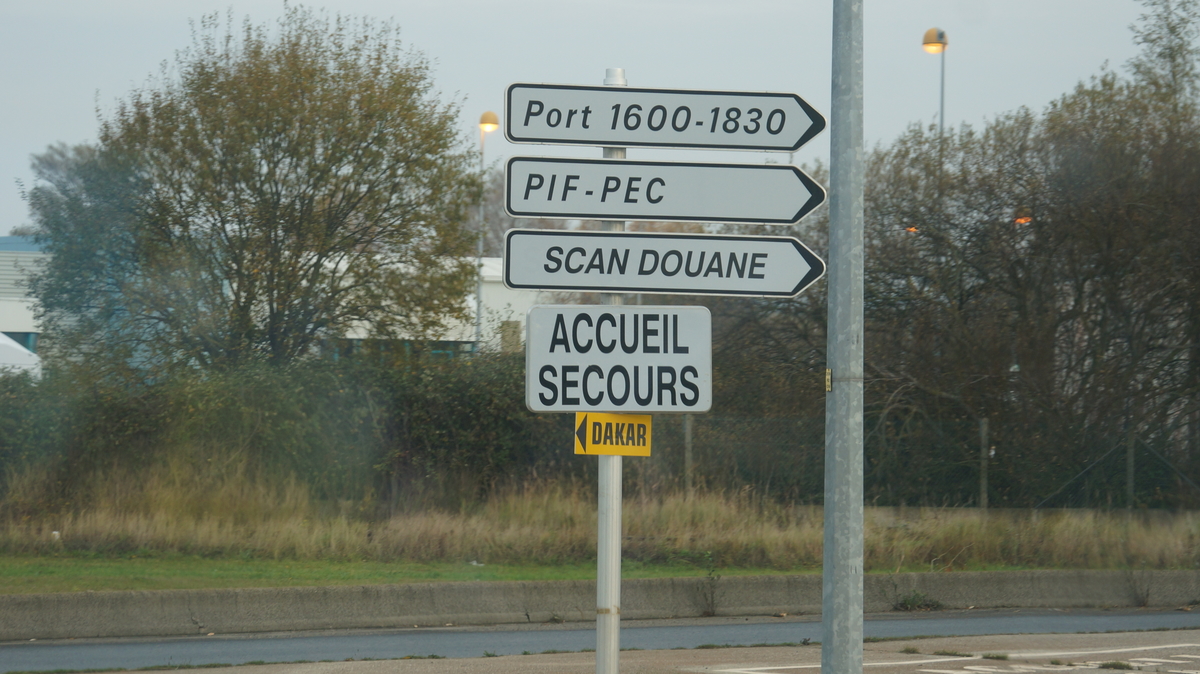 Port 1600-1830
PIF-PEC
SCAN DOUANE
ACCUEIL
SECOURS
DAKAR